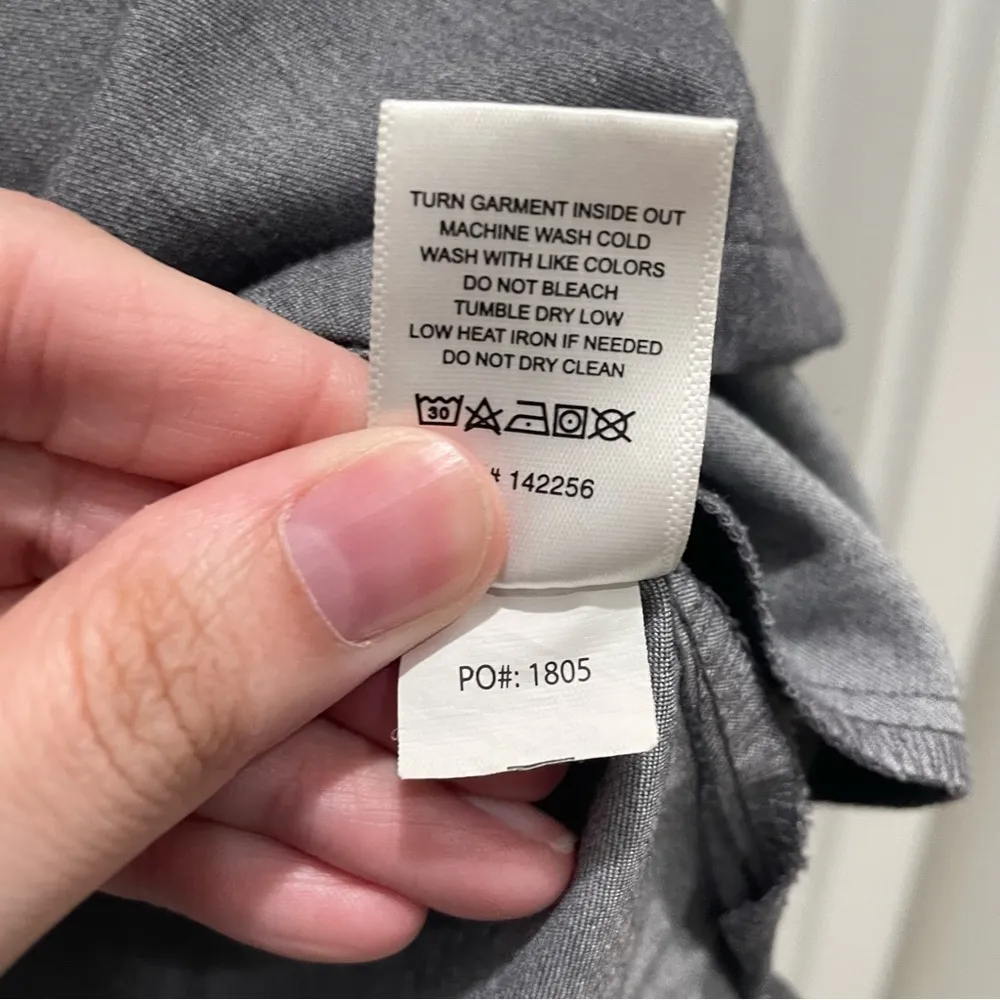 TURN GARMENT INSIDE OUT
MACHINE WASH COLD
WASH WITH LIKE COLORS
DO NOT BLEACH
TUMBLE DRY LOW
LOW HEAT IRON IF NEEDED
DO NOT DRY CLEAN
30
# 142256
PO#: 1805